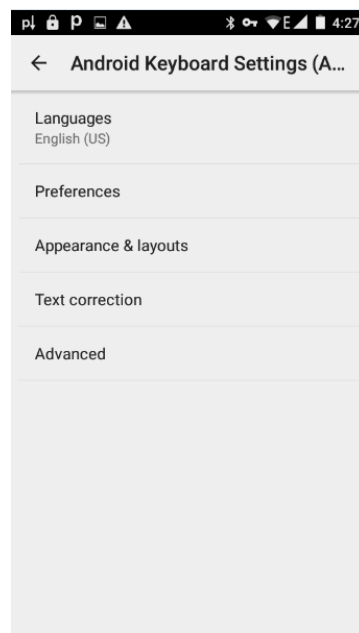 E 4:27
Android Keyboard Settings (A...
Languages
English (US)
Preferences
Appearance & layouts
Text correction
Advanced